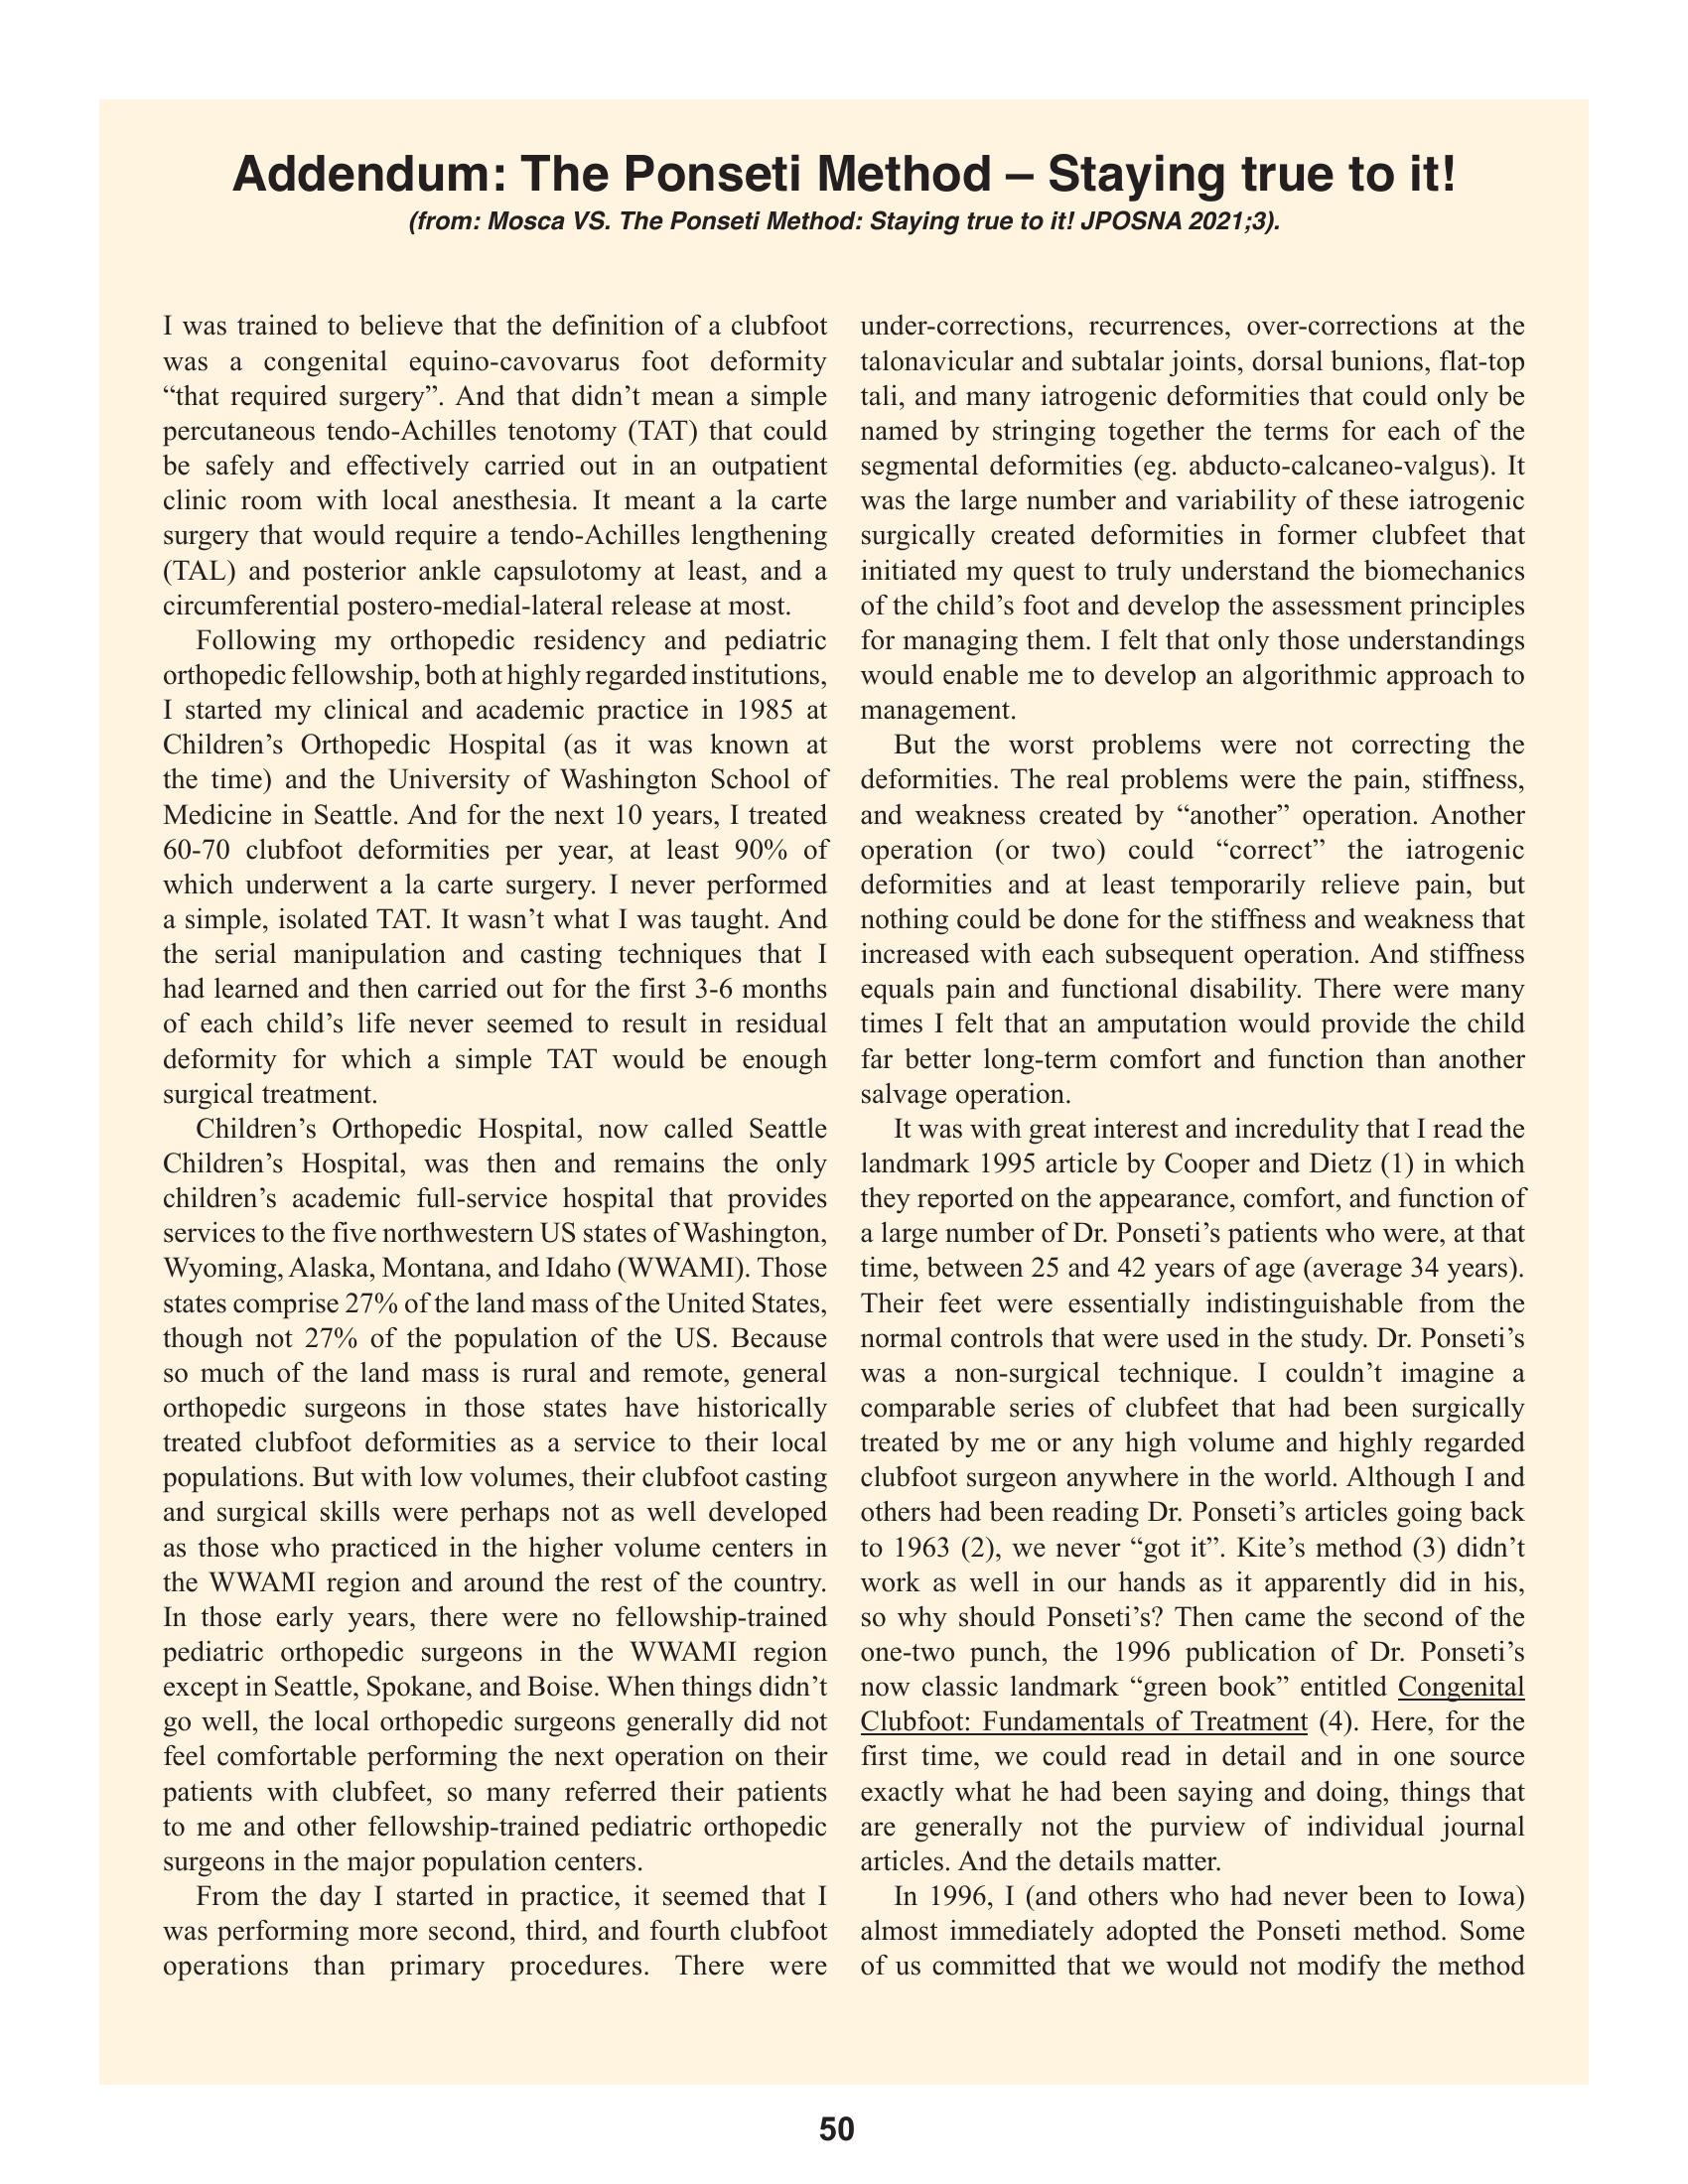 Addendum: The Ponseti Method – Staying true to it!
(from: Mosca VS. The Ponseti Method: Staying true to it! JPOSNA 2021;3).
I was trained to believe that the definition of a clubfoot
was a congenital equino-cavovarus foot deformity
“that required surgery”. And that didn’t mean a simple
percutaneous tendo-Achilles tenotomy (TAT) that could
be safely and effectively carried out in an outpatient
clinic room with local anesthesia. It meant a la carte
surgery that would require a tendo-Achilles lengthening
(TAL) and posterior ankle capsulotomy at least, and a
circumferential postero-medial-lateral release at most.
Following my orthopedic residency and pediatric
orthopedic fellowship, both at highly regarded institutions,
I started my clinical and academic practice in 1985 at
Children’s Orthopedic Hospital (as it was known at
the time) and the University of Washington School of
Medicine in Seattle. And for the next 10 years, I treated
60-70 clubfoot deformities per year, at least 90% of
which underwent a la carte surgery. I never performed
a simple, isolated TAT. It wasn’t what I was taught. And
the serial manipulation and casting techniques that I
had learned and then carried out for the first 3-6 months
of each child’s life never seemed to result in residual
deformity for which a simple TAT would be enough
surgical treatment.
Children’s Orthopedic Hospital, now called Seattle
Children’s Hospital, was then and remains the only
children’s academic full-service hospital that provides
services to the five northwestern US states of Washington,
Wyoming, Alaska, Montana, and Idaho (WWAMI). Those
states comprise 27% of the land mass of the United States,
though not 27% of the population of the US. Because
so much of the land mass is rural and remote, general
orthopedic surgeons in those states have historically
treated clubfoot deformities as a service to their local
populations. But with low volumes, their clubfoot casting
and surgical skills were perhaps not as well developed
as those who practiced in the higher volume centers in
the WWAMI region and around the rest of the country.
In those early years, there were no fellowship-trained
pediatric orthopedic surgeons in the WWAMI region
except in Seattle, Spokane, and Boise. When things didn’t
go well, the local orthopedic surgeons generally did not
feel comfortable performing the next operation on their
patients with clubfeet, so many referred their patients
to me and other fellowship-trained pediatric orthopedic
surgeons in the major population centers.
From the day I started in practice, it seemed that I
was performing more second, third, and fourth clubfoot
operations than primary procedures. There were
under-corrections, recurrences, over-corrections at the
talonavicular and subtalar joints, dorsal bunions, flat-top
tali, and many iatrogenic deformities that could only be
named by stringing together the terms for each of the
segmental deformities (eg. abducto-calcaneo-valgus). It
was the large number and variability of these iatrogenic
surgically created deformities in former clubfeet that
initiated my quest to truly understand the biomechanics
of the child’s foot and develop the assessment principles
for managing them. I felt that only those understandings
would enable me to develop an algorithmic approach to
management.
But the worst problems were not correcting the
deformities. The real problems were the pain, stiffness,
and weakness created by “another” operation. Another
operation (or two) could “correct” the iatrogenic
deformities and at least temporarily relieve pain, but
nothing could be done for the stiffness and weakness that
increased with each subsequent operation. And stiffness
equals pain and functional disability. There were many
times I felt that an amputation would provide the child
far better long-term comfort and function than another
salvage operation.
It was with great interest and incredulity that I read the
landmark 1995 article by Cooper and Dietz (1) in which
they reported on the appearance, comfort, and function of
a large number of Dr. Ponseti’s patients who were, at that
time, between 25 and 42 years of age (average 34 years).
Their feet were essentially indistinguishable from the
normal controls that were used in the study. Dr. Ponseti’s
was a non-surgical technique. I couldn’t imagine a
comparable series of clubfeet that had been surgically
treated by me or any high volume and highly regarded
clubfoot surgeon anywhere in the world. Although I and
others had been reading Dr. Ponseti’s articles going back
to 1963 (2), we never “got it”. Kite’s method (3) didn’t
work as well in our hands as it apparently did in his,
so why should Ponseti’s? Then came the second of the
one-two punch, the 1996 publication of Dr. Ponseti’s
now classic landmark “green book” entitled Congenital
Clubfoot: Fundamentals of Treatment (4). Here, for the
first time, we could read in detail and in one source
exactly what he had been saying and doing, things that
are generally not the purview of individual journal
articles. And the details matter.
In 1996, I (and others who had never been to Iowa)
almost immediately adopted the Ponseti method. Some
of us committed that we would not modify the method
50